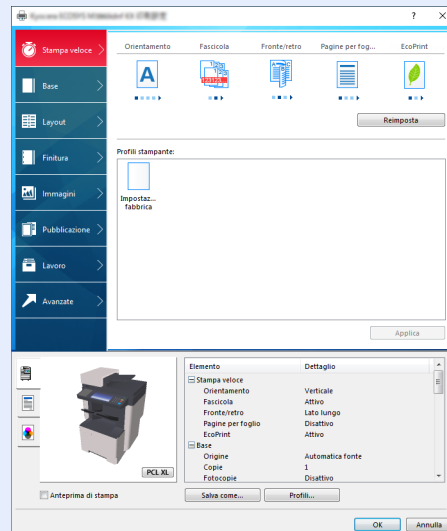 ? X
Stampa veloce
Orientamento Fascicola Fronte/retro Pagine per fog... EcoPrint
A
123123...
Base
Layout
Reimposta
Finitura
Profili stampante:
Immagini
Impostaz...
fabbrica
Pubblicazione
Lavoro
Avanzate
Applica
Elemento Dettaglio
Stampa veloce
Orientamento Verticale
Fascicola Attivo
Fronte/retro Lato lungo
Pagine per foglio Disattivo
EcoPrint Attivo
Base
Origine Automatica fonte
Copie 1
Fotocopie Disattivo
PCL XL
Anteprima di stampa
Salva come... Profili...
OK Annulla